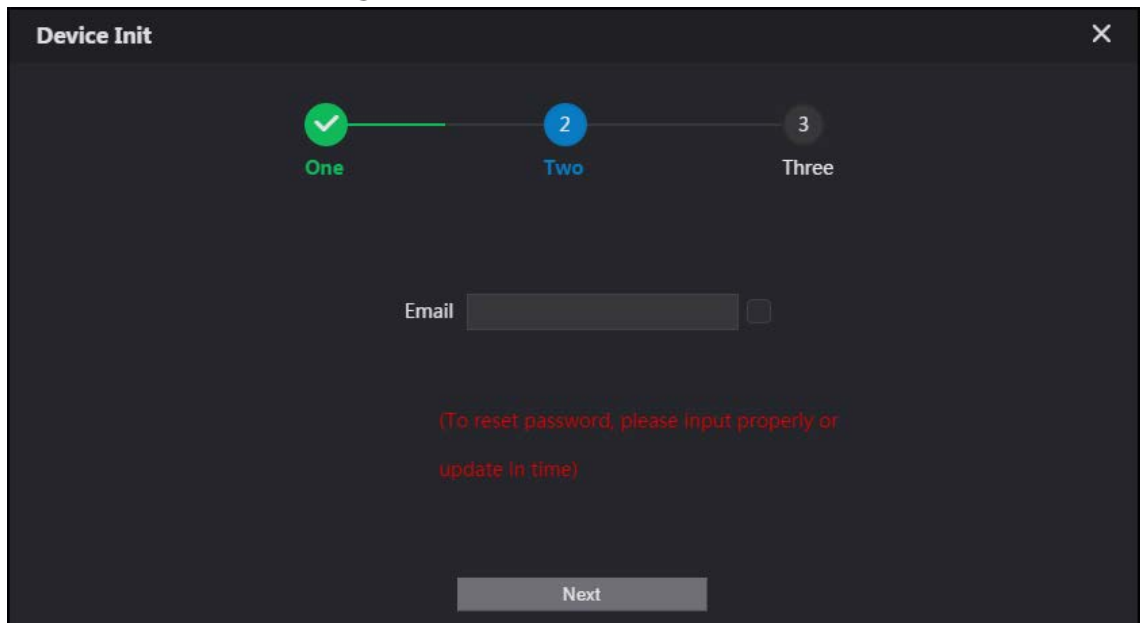 Device Init
2
3
One
Two
Three
Email
(To reset password, please input properly or
update in time)
Next